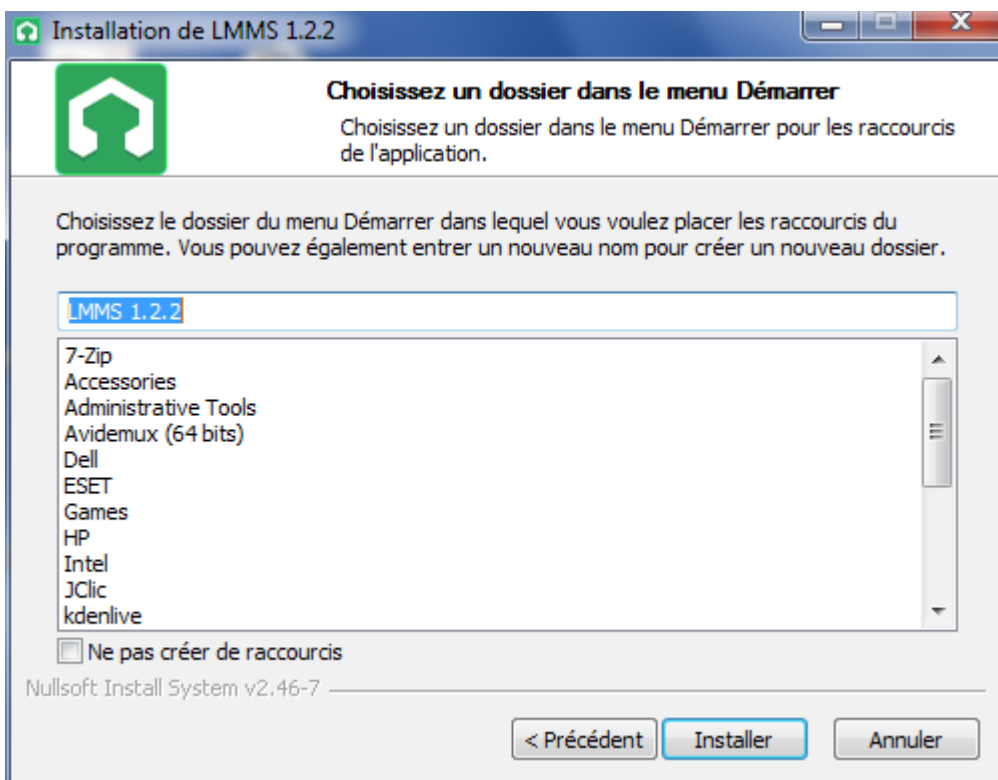 Installation de LMMS 1.2.2
Choisissez un dossier dans le menu Démarrer
Choisissez un dossier dans le menu Démarrer pour les raccourcis
de l'application.
Choisissez le dossier du menu Démarrer dans lequel vous voulez placer les raccourcis du
programme. Vous pouvez également entrer un nouveau nom pour créer un nouveau dossier.
LMMS 1.2.2
7-Zip
Accessories
Administrative Tools
Avidemux (64 bits)
Dell
ESET
Games
HP
Intel
JClic
kdenlive
Ne pas créer de raccourcis
Nullsoft Install System v2.46-7
< Précédent Installer Annuler